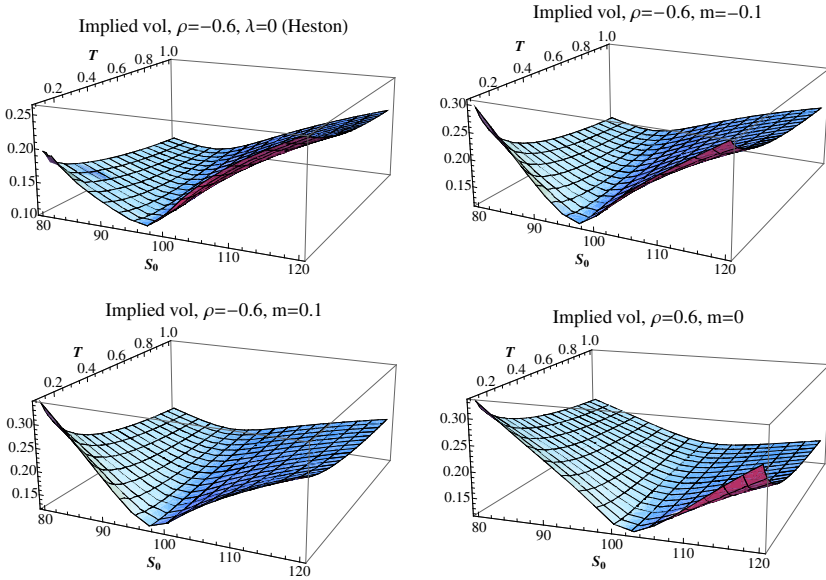 Implied vol, ρ=−0.6, λ=0 (Heston)
T
0.2 0.4 0.6 0.8 1.0
0.25
0.20
0.15
0.10
80 90 100 110 120
S₀
Implied vol, ρ=−0.6, m=−0.1
T
0.2 0.4 0.6 0.8 1.0
0.30
0.25
0.20
0.15
80 90 100 110 120
S₀
Implied vol, ρ=−0.6, m=0.1
T
0.2 0.4 0.6 0.8 1.0
0.30
0.25
0.20
0.15
80 90 100 110 120
S₀
Implied vol, ρ=0.6, m=0
T
0.2 0.4 0.6 0.8 1.0
0.30
0.25
0.20
0.15
80 90 100 110 120
S₀